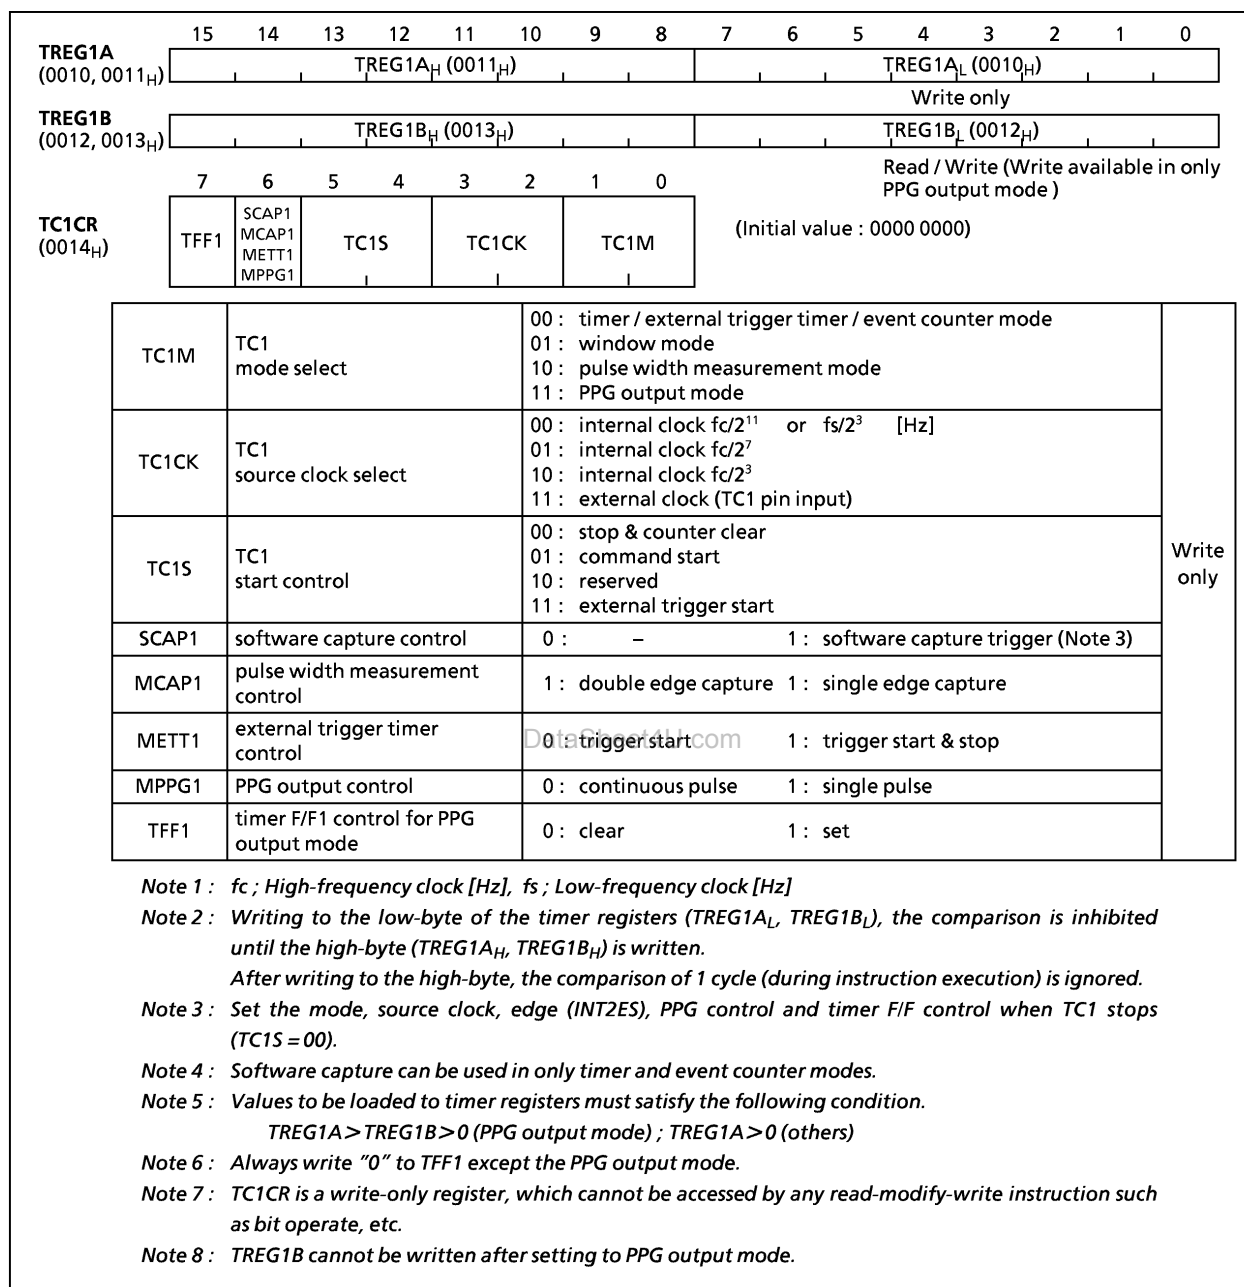 15 14 13 12 11 10 9 8 7 6 5 4 3 2 1 0
TREG1A
(0010, 0011H)
TREG1AH (0011H) TREG1AL (0010H)
Write only
TREG1B
(0012, 0013H)
TREG1BH (0013H) TREG1BL (0012H)
Read / Write (Write available in only
PPG output mode )
7 6 5 4 3 2 1 0
TC1CR
(0014H)
TFF1
SCAP1
MCAP1
METT1
MPPG1
TC1S TC1CK TC1M
(Initial value : 0000 0000)
TC1M
TC1
mode select
00 : timer / external trigger timer / event counter mode
01 : window mode
10 : pulse width measurement mode
11 : PPG output mode
TC1CK
TC1
source clock select
00 : internal clock fc/2¹¹ or fs/2³ [Hz]
01 : internal clock fc/2⁷
10 : internal clock fc/2³
11 : external clock (TC1 pin input)
TC1S
TC1
start control
00 : stop & counter clear
01 : command start
10 : reserved
11 : external trigger start
Write
only
SCAP1 software capture control 0 : – 1 : software capture trigger (Note 3)
MCAP1
pulse width measurement
control
1 : double edge capture 1 : single edge capture
METT1
external trigger timer
control
0 : trigger start 1 : trigger start & stop
DataSheet4U.com
MPPG1 PPG output control 0 : continuous pulse 1 : single pulse
TFF1
timer F/F1 control for PPG
output mode
0 : clear 1 : set
Note 1 : fc ; High-frequency clock [Hz], fs ; Low-frequency clock [Hz]
Note 2 : Writing to the low-byte of the timer registers (TREG1AL, TREG1BL), the comparison is inhibited
until the high-byte (TREG1AH, TREG1BH) is written.
After writing to the high-byte, the comparison of 1 cycle (during instruction execution) is ignored.
Note 3 : Set the mode, source clock, edge (INT2ES), PPG control and timer F/F control when TC1 stops
(TC1S = 00).
Note 4 : Software capture can be used in only timer and event counter modes.
Note 5 : Values to be loaded to timer registers must satisfy the following condition.
TREG1A > TREG1B > 0 (PPG output mode) ; TREG1A > 0 (others)
Note 6 : Always write "0" to TFF1 except the PPG output mode.
Note 7 : TC1CR is a write-only register, which cannot be accessed by any read-modify-write instruction such
as bit operate, etc.
Note 8 : TREG1B cannot be written after setting to PPG output mode.